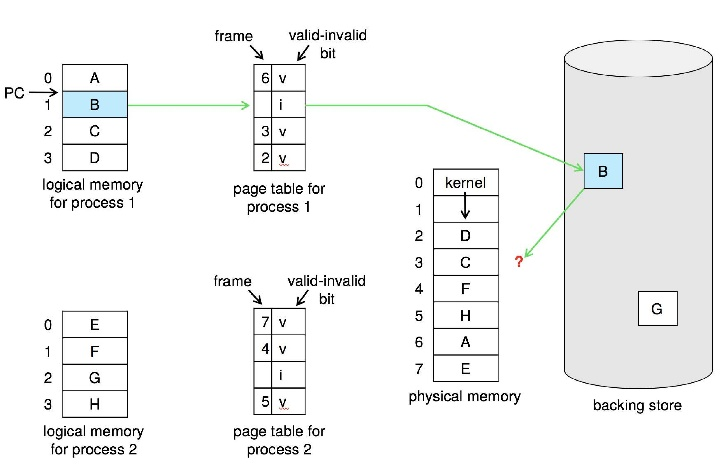 frame
valid-invalid
bit
PC
0 A
1 B
2 C
3 D
logical memory
for process 1
6 v
i
3 v
2 v
page table for
process 1
0 kernel
1
2 D
3 C
4 F
5 H
6 A
7 E
physical memory
?
B
G
backing store
0 E
1 F
2 G
3 H
logical memory
for process 2
frame
valid-invalid
bit
7 v
4 v
i
5 v
page table for
process 2